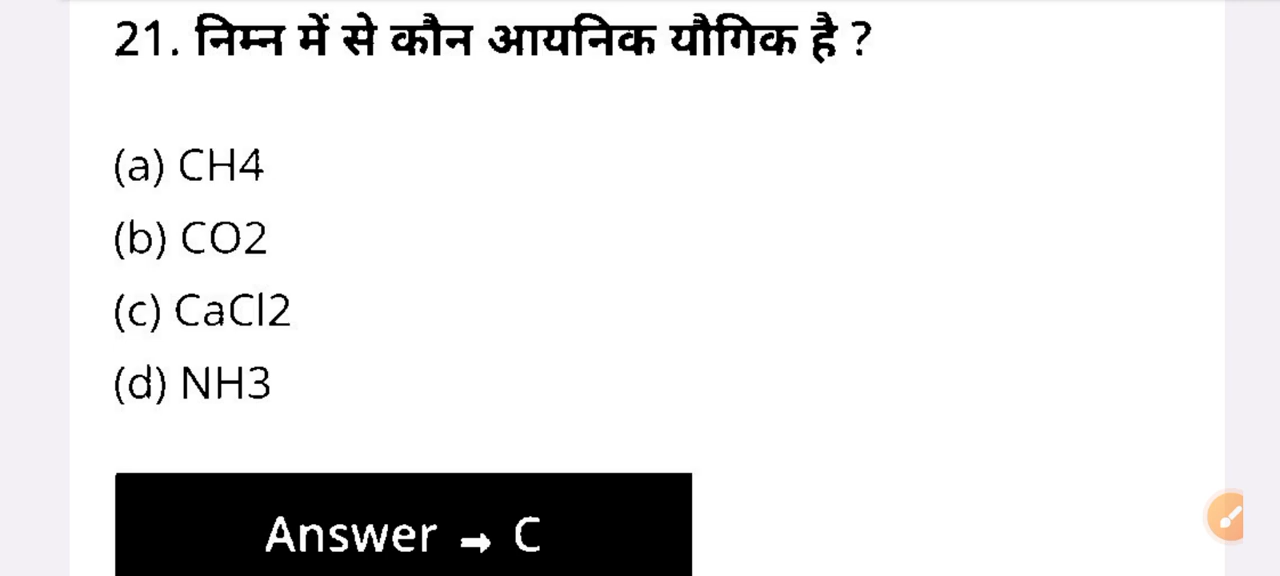 21. निम्न में से कौन आयनिक यौगिक है ?
(a) CH4
(b) CO2
(c) CaCl2
(d) NH3
Answer → C